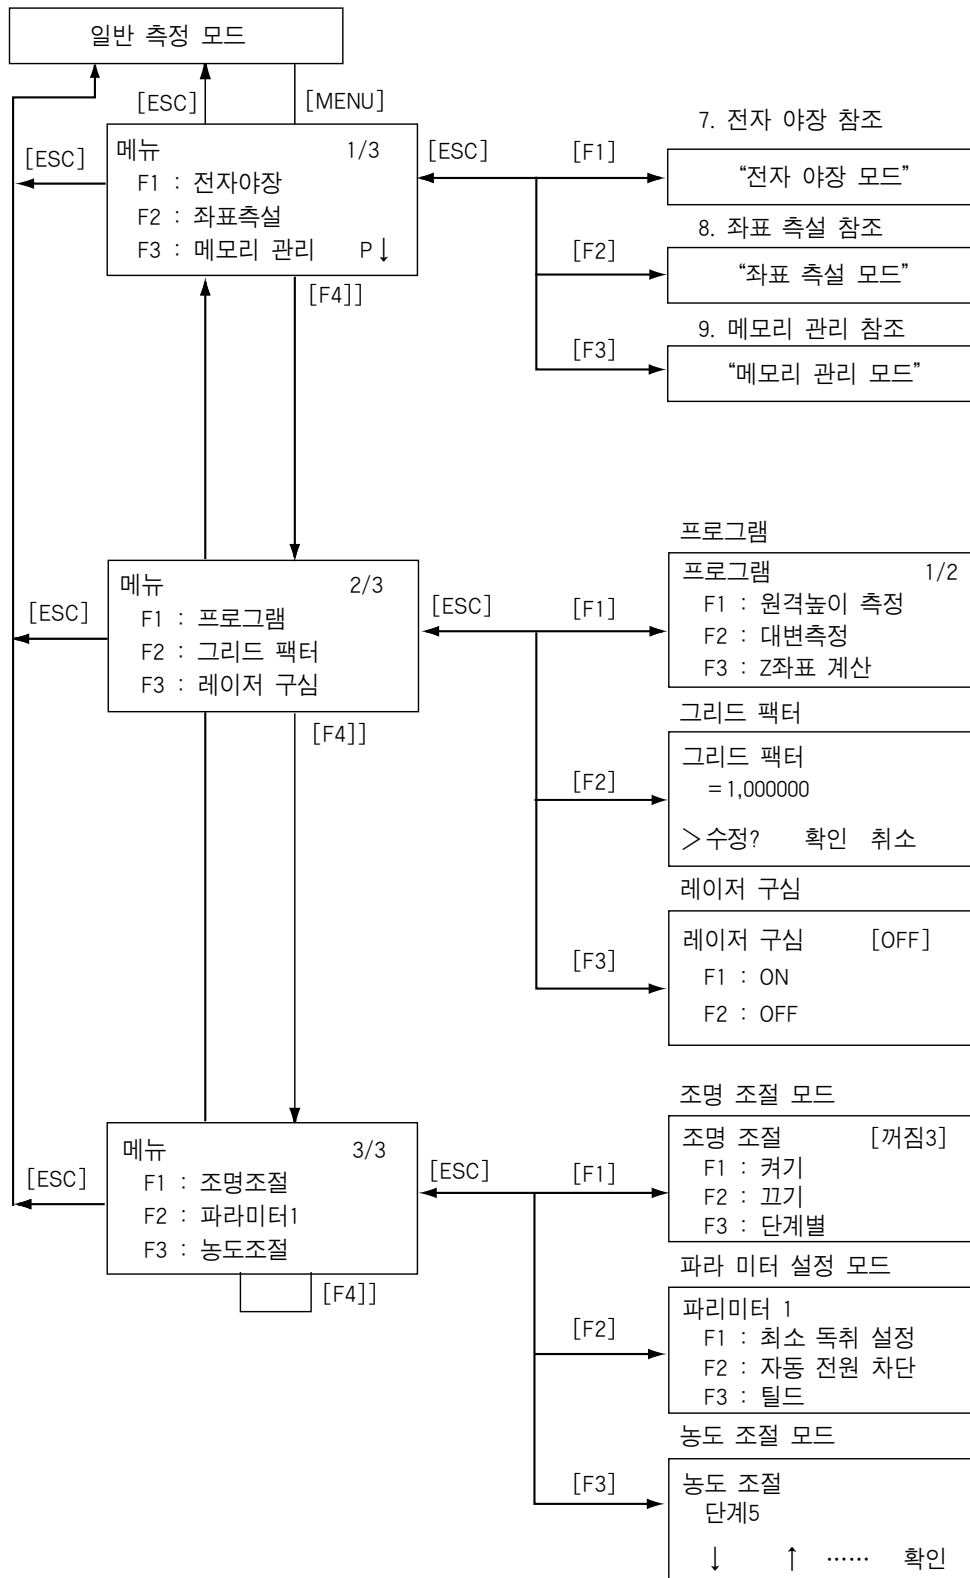 일반 측정 모드
[ESC]
[MENU]
7. 전자 야장 참조
[ESC]
메뉴 1/3
F1 : 전자야장
F2 : 좌표측설
F3 : 메모리 관리 P↓
[ESC]
[F1]
“전자 야장 모드”
8. 좌표 측설 참조
[F2]
“좌표 측설 모드”
[F4]]
9. 메모리 관리 참조
[F3]
“메모리 관리 모드”
프로그램
[ESC]
메뉴 2/3
F1 : 프로그램
F2 : 그리드 팩터
F3 : 레이저 구심
[ESC]
[F1]
프로그램 1/2
F1 : 원격높이 측정
F2 : 대변측정
F3 : Z좌표 계산
[F4]]
그리드 팩터
[F2]
그리드 팩터
=1,000000
＞수정? 확인 취소
레이저 구심
[F3]
레이저 구심 [OFF]
F1 : ON
F2 : OFF
조명 조절 모드
[ESC]
메뉴 3/3
F1 : 조명조절
F2 : 파라미터1
F3 : 농도조절
[ESC]
[F1]
조명 조절 [꺼짐3]
F1 : 켜기
F2 : 끄기
F3 : 단계별
[F4]]
파라 미터 설정 모드
[F2]
파리미터 1
F1 : 최소 독취 설정
F2 : 자동 전원 차단
F3 : 틸드
농도 조절 모드
[F3]
농도 조절
단계5
↓ ↑ …… 확인